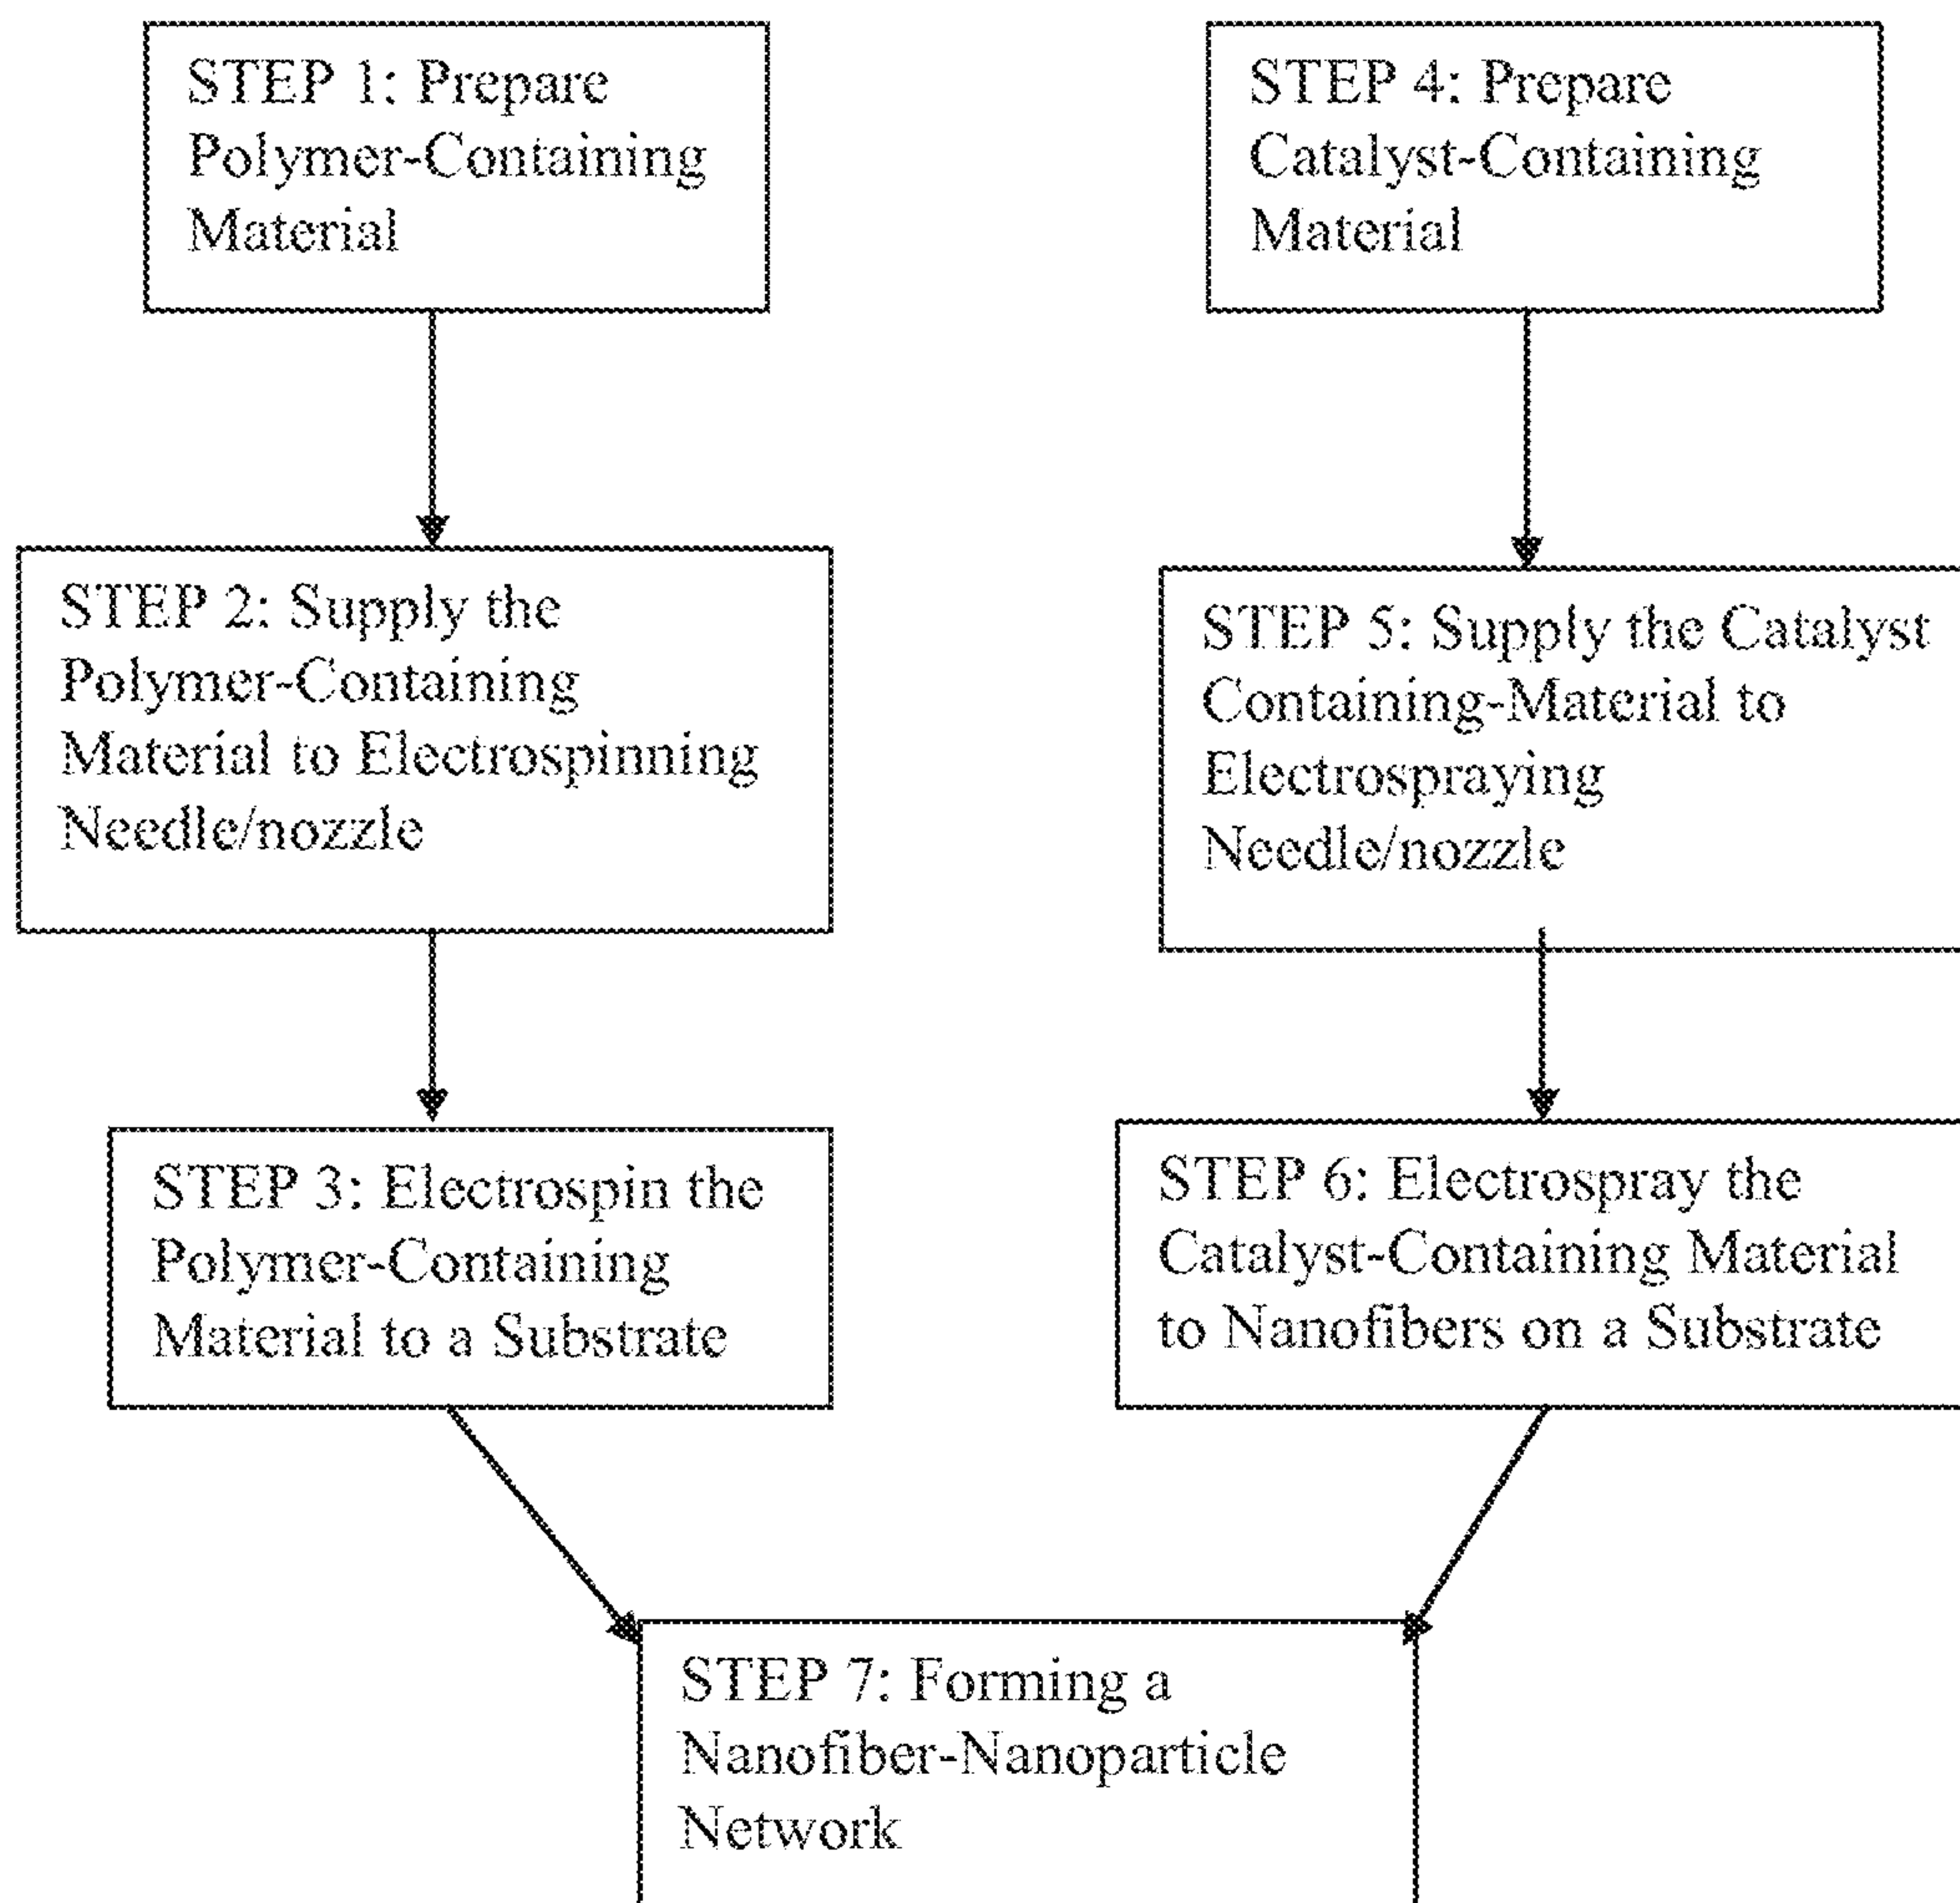 STEP 1: Prepare
Polymer-Containing
Material
STEP 2: Supply the
Polymer-Containing
Material to Electrospinning
Needle/nozzle
STEP 3: Electrospin the
Polymer-Containing
Material to a Substrate
STEP 4: Prepare
Catalyst-Containing
Material
STEP 5: Supply the Catalyst
Containing-Material to
Electrospraying
Needle/nozzle
STEP 6: Electrospray the
Catalyst-Containing Material
to Nanofibers on a Substrate
STEP 7: Forming a
Nanofiber-Nanoparticle
Network